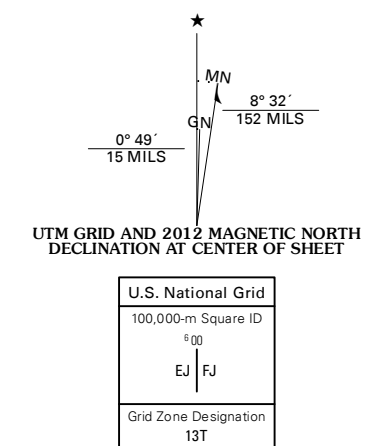 ★
MN
GN
8° 32´
152 MILS
0° 49´
15 MILS
UTM GRID AND 2012 MAGNETIC NORTH
DECLINATION AT CENTER OF SHEET
U.S. National Grid
100,000-m Square ID
⁶00
EJ FJ
Grid Zone Designation
13T